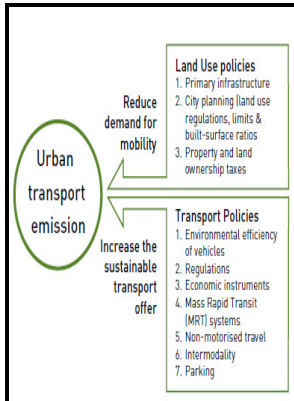 Urban
transport
emission
Reduce
demand for
mobility
Land Use policies
1. Primary infrastructure
2. City planning (land use
regulations, limits &
built-surface ratios
3. Property and land
ownership taxes
Increase the
sustainable
transport
offer
Transport Policies
1. Environmental efficiency
of vehicles
2. Regulations
3. Economic instruments
4. Mass Rapid Transit
(MRT) systems
5. Non-motorised travel
6. Intermodality
7. Parking